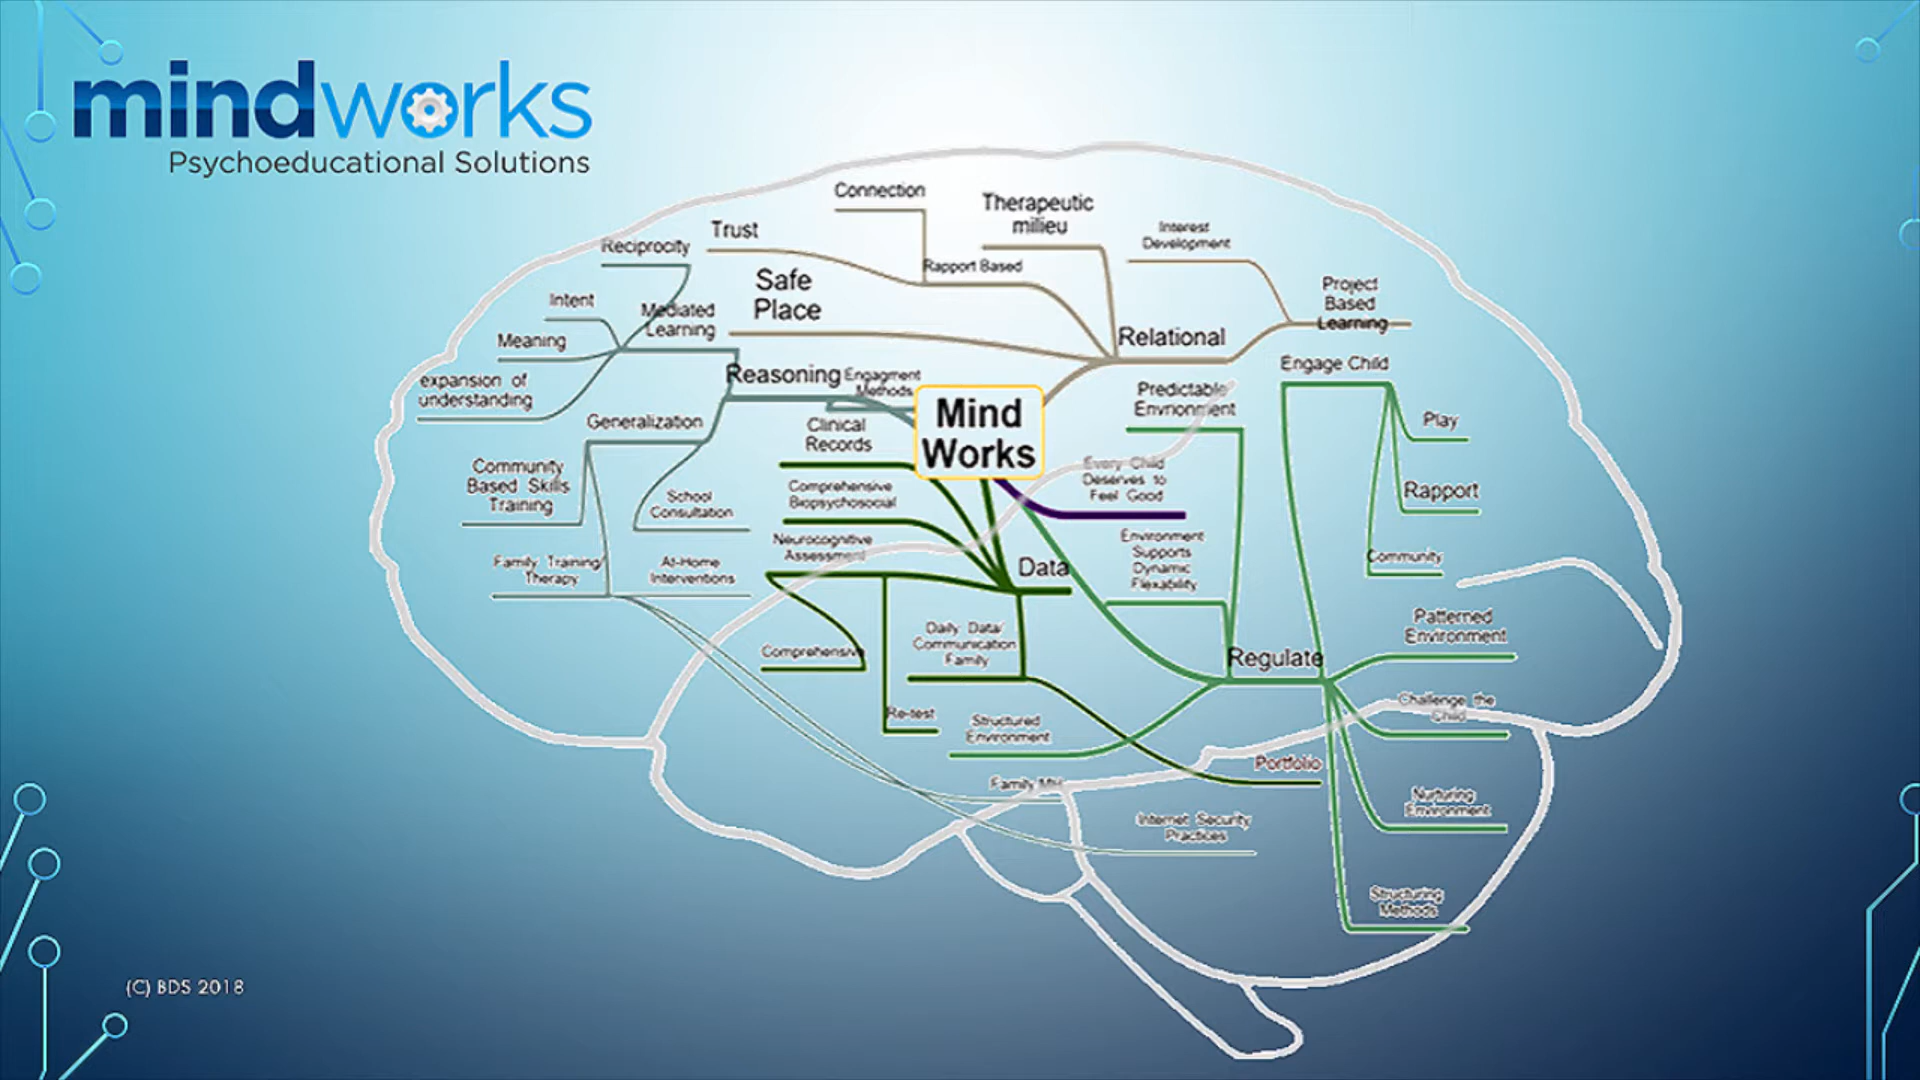 mindworks
Psychoeducational Solutions
Connection
Therapeutic
milieu
Trust
Interest
Development
Reciprocity
Rapport Based
Safe
Place
Project
Based
Learning
Intent
Mediated
Learning
Meaning
Relational
Engage Child
expansion of
understanding
Reasoning
Engagment
Methods
Predictable
Envrionment
Mind
Works
Play
Generalization
Clinical
Records
Community
Based Skills
Training
Every Child
Deserves to
Feel Good
Rapport
Comprehensive
Biopsychosocial
School
Consultation
Neurocognitive
Assessment
Environment
Supports
Dynamic
Flexability
Community
Family Training/
Therapy
At-Home
Interventions
Data
Patterned
Environment
Daily Data/
Communication
Family
Comprehensive
Regulate
Challenge the
Child
Re-test
Structured
Environment
Portfolio
Family MH
Nurturing
Environment
Internet Security
Practices
Structuring
Methods
(C) BDS 2018